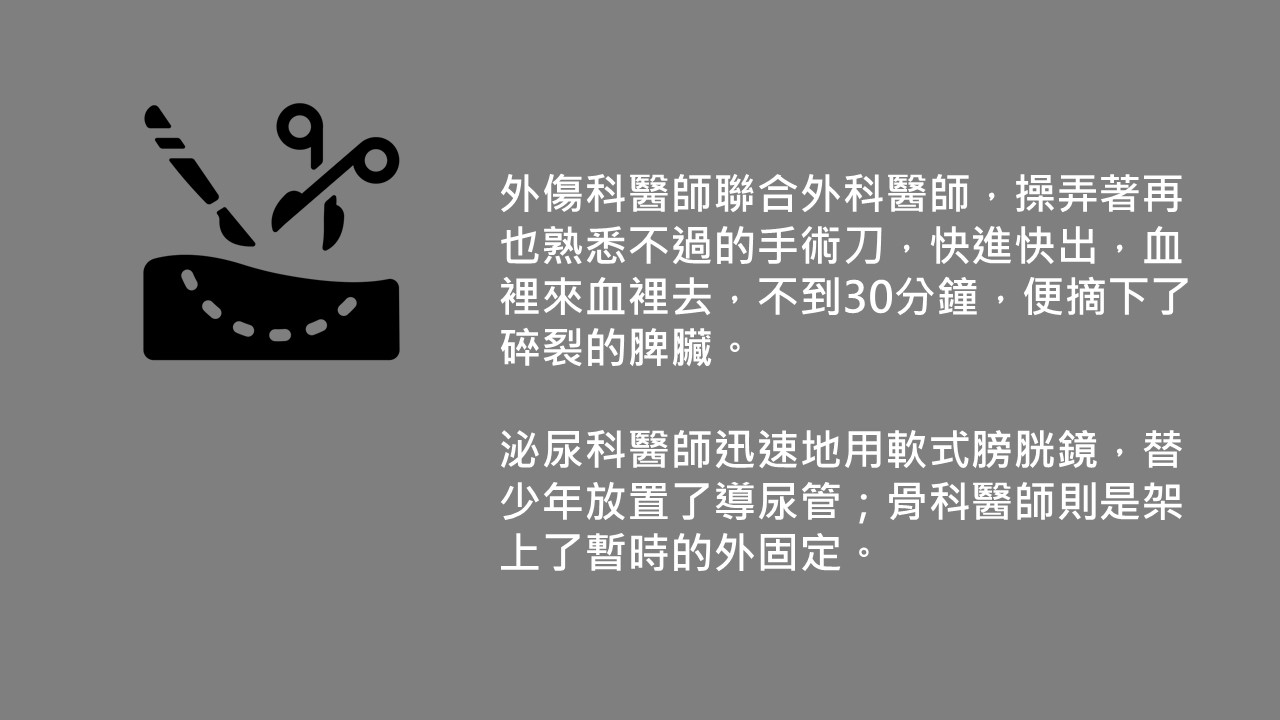 外傷科醫師聯合外科醫師，操弄著再
也熟悉不過的手術刀，快進快出，血
裡來血裡去，不到30分鐘，便摘下了
碎裂的脾臟。
泌尿科醫師迅速地用軟式膀胱鏡，替
少年放置了導尿管；骨科醫師則是架
上了暫時的外固定。